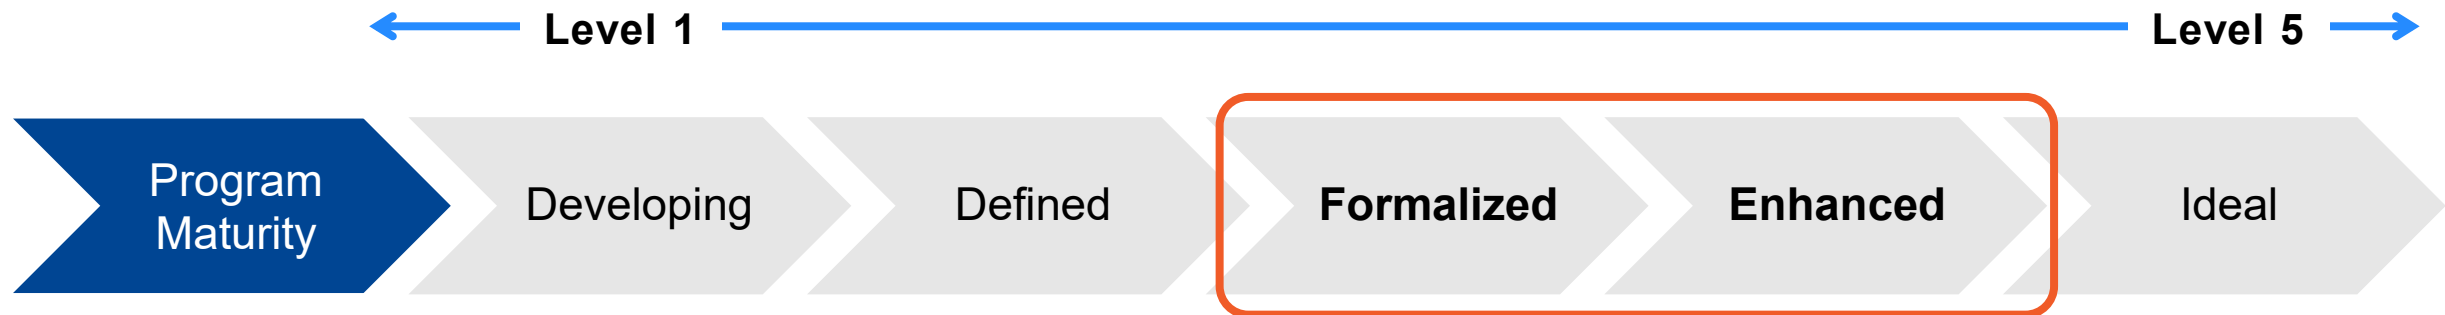 Level 1
Level 5
Program
Maturity
Developing
Defined
Formalized
Enhanced
Ideal